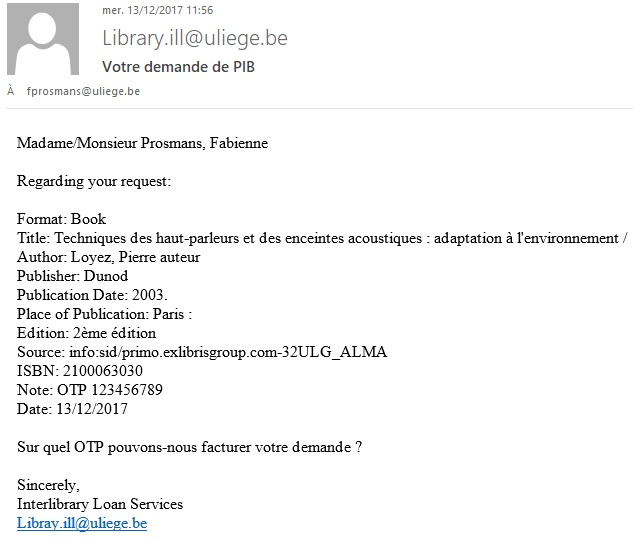 mer. 13/12/2017 11:56
Library.ill@uliege.be
Votre demande de PIB
À fprosmans@uliege.be
Madame/Monsieur Prosmans, Fabienne
Regarding your request:
Format: Book
Title: Techniques des haut-parleurs et des enceintes acoustiques : adaptation à l'environnement /
Author: Loyez, Pierre auteur
Publisher: Dunod
Publication Date: 2003.
Place of Publication: Paris :
Edition: 2ème édition
Source: info:sid/primo.exlibrisgroup.com-32ULG_ALMA
ISBN: 2100063030
Note: OTP 123456789
Date: 13/12/2017
Sur quel OTP pouvons-nous facturer votre demande ?
Sincerely,
Interlibrary Loan Services
Libray.ill@uliege.be